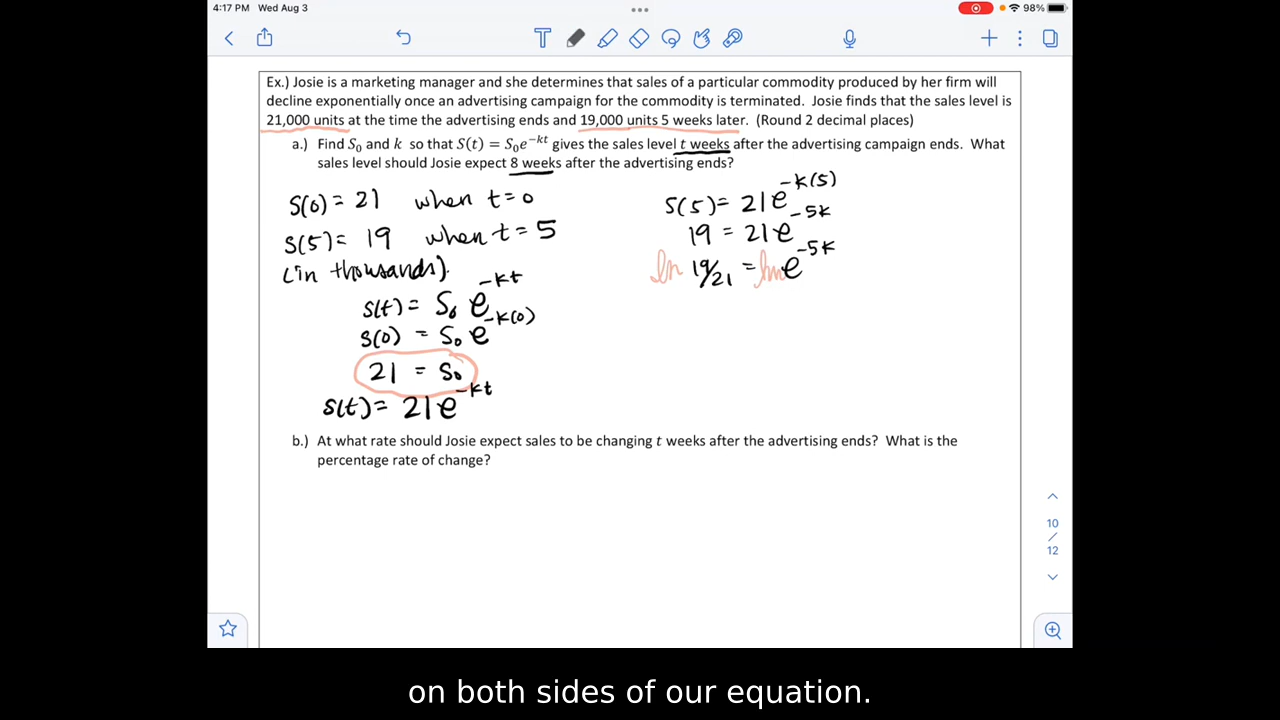 4:17 PM Wed Aug 3
98%
Ex.) Josie is a marketing manager and she determines that sales of a particular commodity produced by her firm will
decline exponentially once an advertising campaign for the commodity is terminated. Josie finds that the sales level is
21,000 units at the time the advertising ends and 19,000 units 5 weeks later. (Round 2 decimal places)
a.) Find S₀ and k so that S(t) = S₀e^{-kt} gives the sales level t weeks after the advertising campaign ends. What
sales level should Josie expect 8 weeks after the advertising ends?
S(0) = 21 when t = 0
S(5) = 19 when t = 5
(in thousands).
S(t) = S₀ e^{-kt}
S(0) = S₀ e^{-k(0)}
21 = S₀
S(t) = 21e^{-kt}
S(5) = 21e^{-k(5)}
19 = 21e^{-5k}
ln 19/21 = ln e^{-5k}
b.) At what rate should Josie expect sales to be changing t weeks after the advertising ends? What is the
percentage rate of change?
10
/
12
on both sides of our equation.